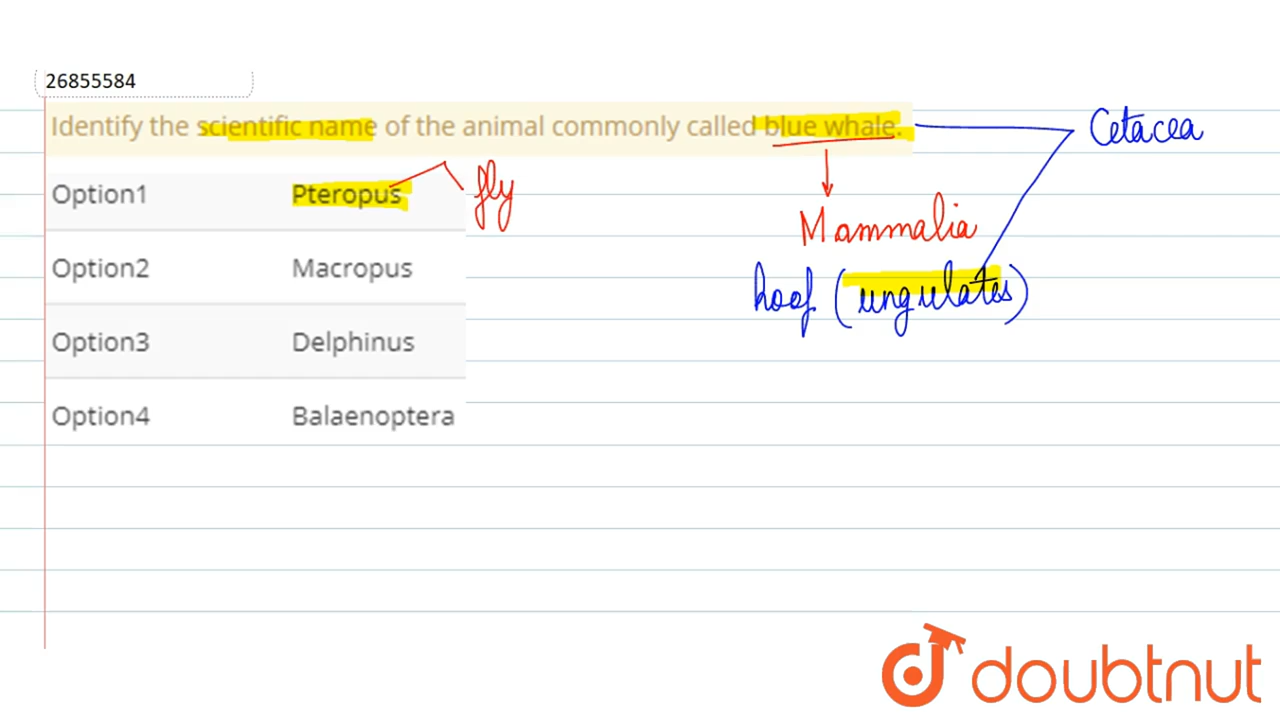 26855584
Identify the scientific name of the animal commonly called blue whale.
Cetacea
Option1 Pteropus
fly
Mammalia
Option2 Macropus
hoof (ungulates)
Option3 Delphinus
Option4 Balaenoptera
doubtnut